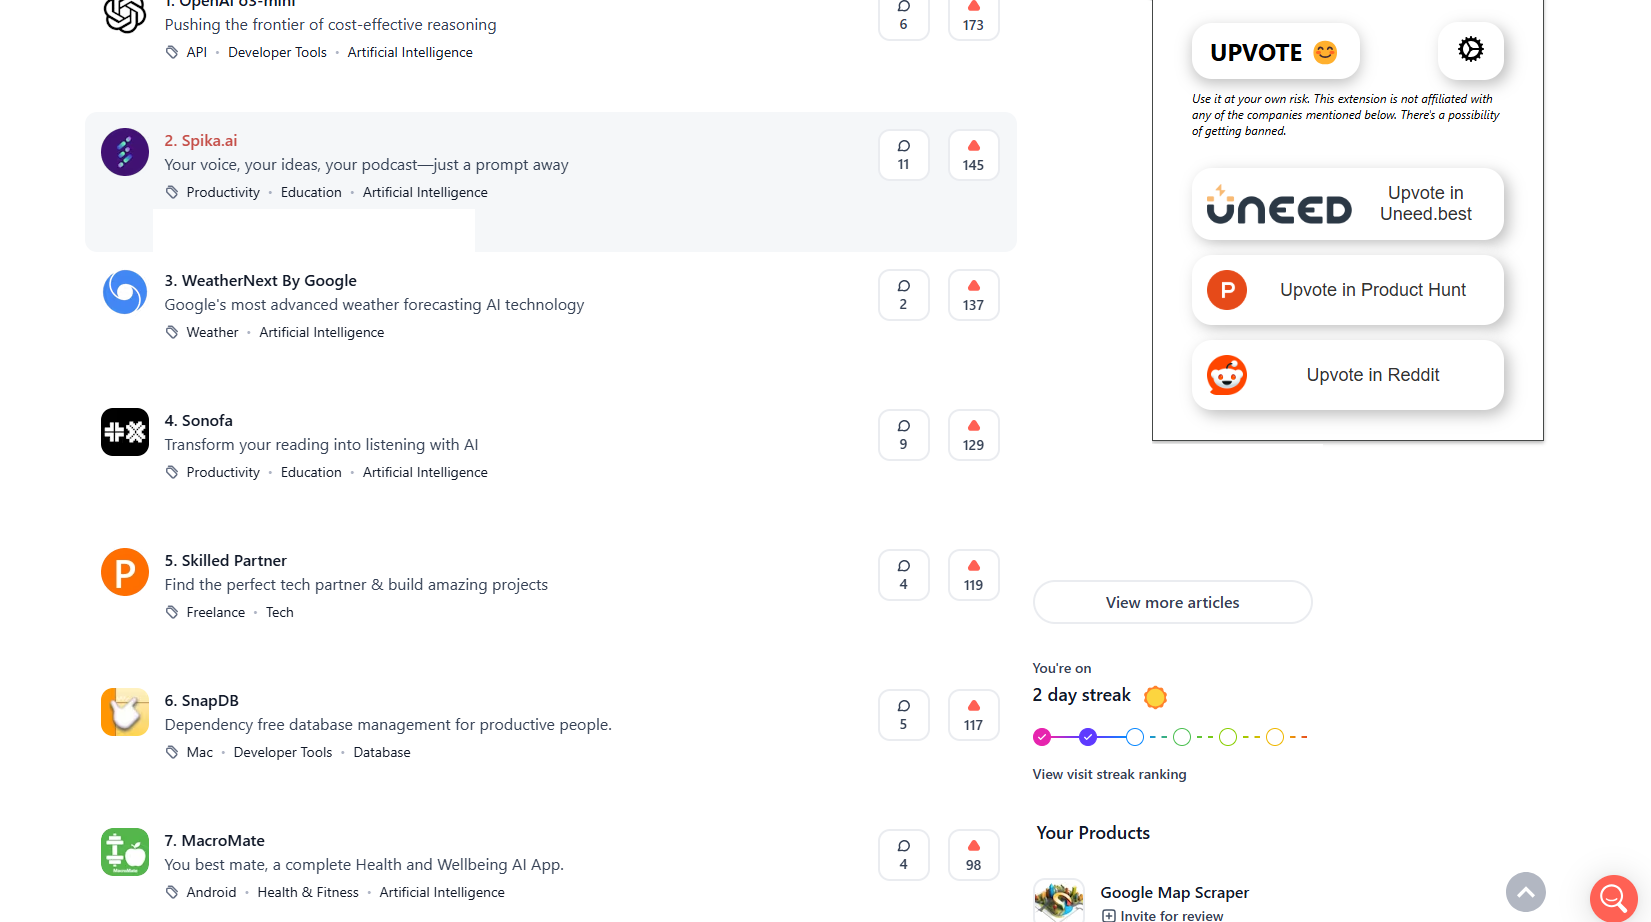 1. OpenAI o3-mini
Pushing the frontier of cost-effective reasoning
API • Developer Tools • Artificial Intelligence
6
173
2. Spika.ai
Your voice, your ideas, your podcast—just a prompt away
Productivity • Education • Artificial Intelligence
11
145
3. WeatherNext By Google
Google's most advanced weather forecasting AI technology
Weather • Artificial Intelligence
2
137
4. Sonofa
Transform your reading into listening with AI
Productivity • Education • Artificial Intelligence
9
129
5. Skilled Partner
Find the perfect tech partner & build amazing projects
Freelance • Tech
4
119
6. SnapDB
Dependency free database management for productive people.
Mac • Developer Tools • Database
5
117
7. MacroMate
You best mate, a complete Health and Wellbeing AI App.
Android • Health & Fitness • Artificial Intelligence
4
98
P
MacroMate
UPVOTE 😊
Use it at your own risk. This extension is not affiliated with
any of the companies mentioned below. There's a possibility
of getting banned.
UNEED
Upvote in
Uneed.best
P
Upvote in Product Hunt
Upvote in Reddit
View more articles
You're on
2 day streak
View visit streak ranking
Your Products
Google Map Scraper
Invite for review